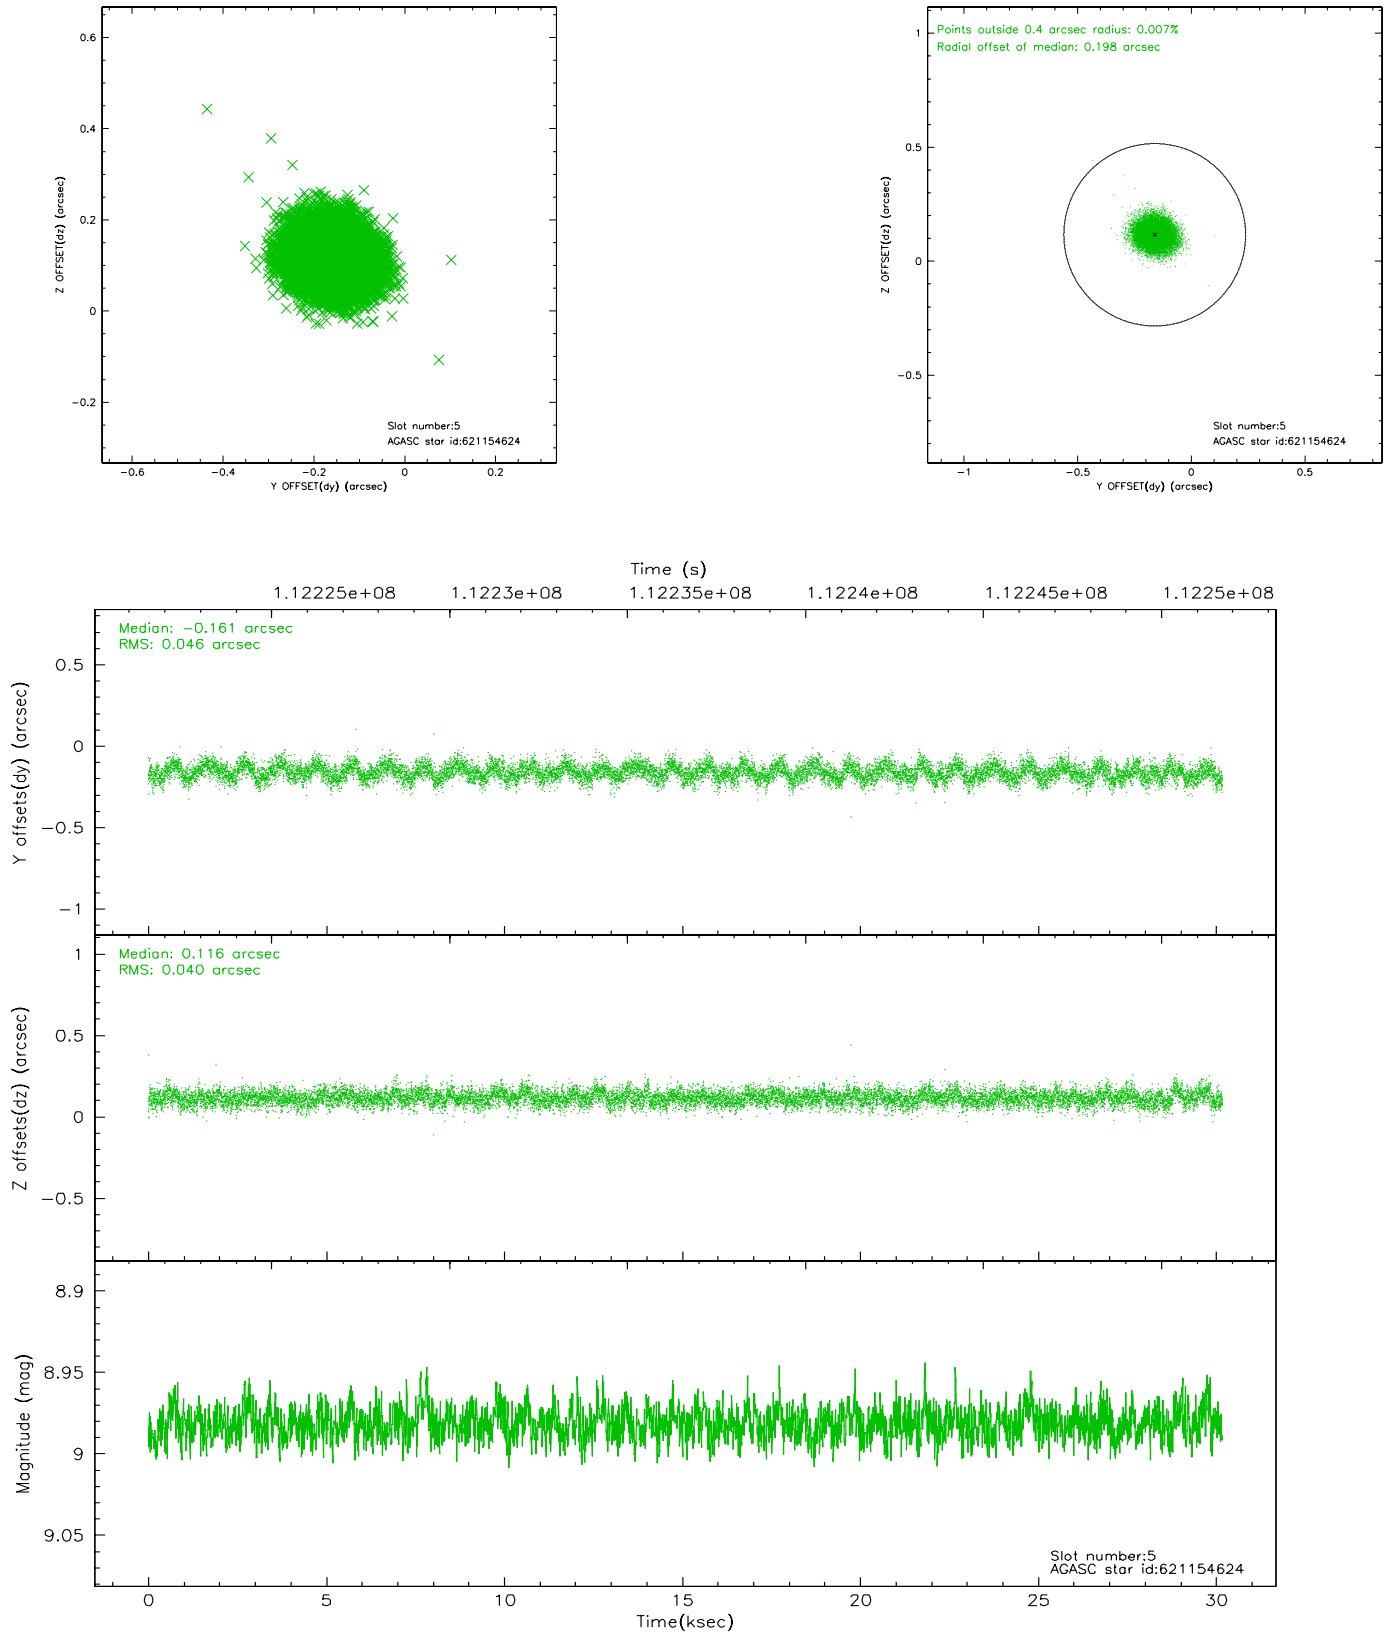 0.6
0.4
0.2
0
−0.2
Z OFFSET(dz) (arcsec)
Slot number:5
AGASC star id:621154624
−0.6 −0.4 −0.2 0 0.2
Y OFFSET(dy) (arcsec)
Points outside 0.4 arcsec radius: 0.007%
Radial offset of median: 0.198 arcsec
1
0.5
0
−0.5
Z OFFSET(dz) (arcsec)
Slot number:5
AGASC star id:621154624
−1 −0.5 0 0.5
Y OFFSET(dy) (arcsec)
Time (s)
1.12225e+08 1.1223e+08 1.12235e+08 1.1224e+08 1.12245e+08 1.1225e+08
Median: −0.161 arcsec
RMS: 0.046 arcsec
0.5
0
−0.5
−1
Y offsets(dy) (arcsec)
Median: 0.116 arcsec
RMS: 0.040 arcsec
1
0.5
0
−0.5
Z offsets(dz) (arcsec)
8.9
8.95
9
9.05
Magnitude (mag)
Slot number:5
AGASC star id:621154624
0 5 10 15 20 25 30
Time(ksec)